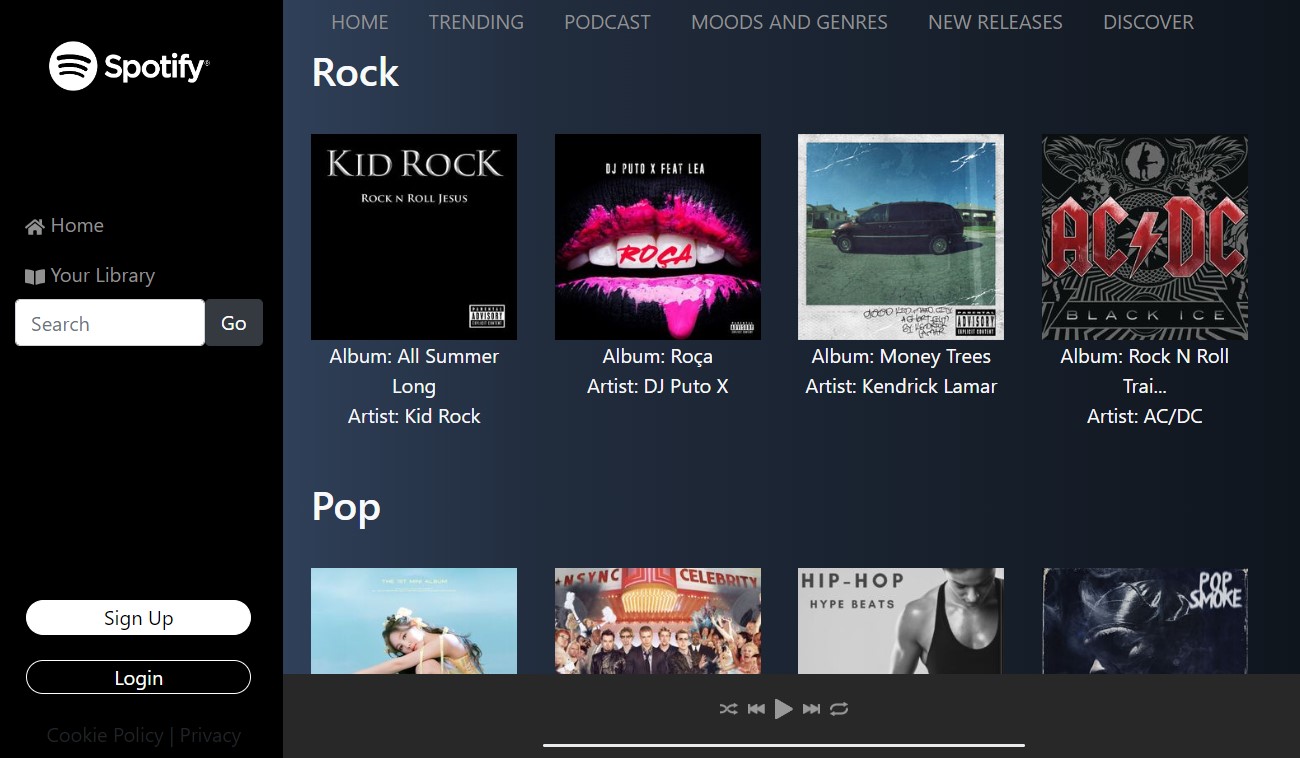 Spotify®
Home
Your Library
Search
Go
Sign Up
Login
Cookie Policy | Privacy
HOME
TRENDING
PODCAST
MOODS AND GENRES
NEW RELEASES
DISCOVER
Rock
KID ROCK
ROCK N ROLL JESUS
PARENTAL
ADVISORY
EXPLICIT CONTENT
Album: All Summer
Long
Artist: Kid Rock
DJ PUTO X FEAT LEA
ROÇA
ADVISORY
Album: Roça
Artist: DJ Puto X
good kid, m.A.A.d city
A SHORT FILM
BY KENDRICK
LAMAR
PARENTAL
ADVISORY
EXPLICIT CONTENT
Album: Money Trees
Artist: Kendrick Lamar
AC DC
BLACK ICE
Album: Rock N Roll
Trai...
Artist: AC/DC
Pop
THE 1ST MINI ALBUM
*NSYNC
CELEBRITY
HIP-HOP
HYPE BEATS
POP
SMOKE